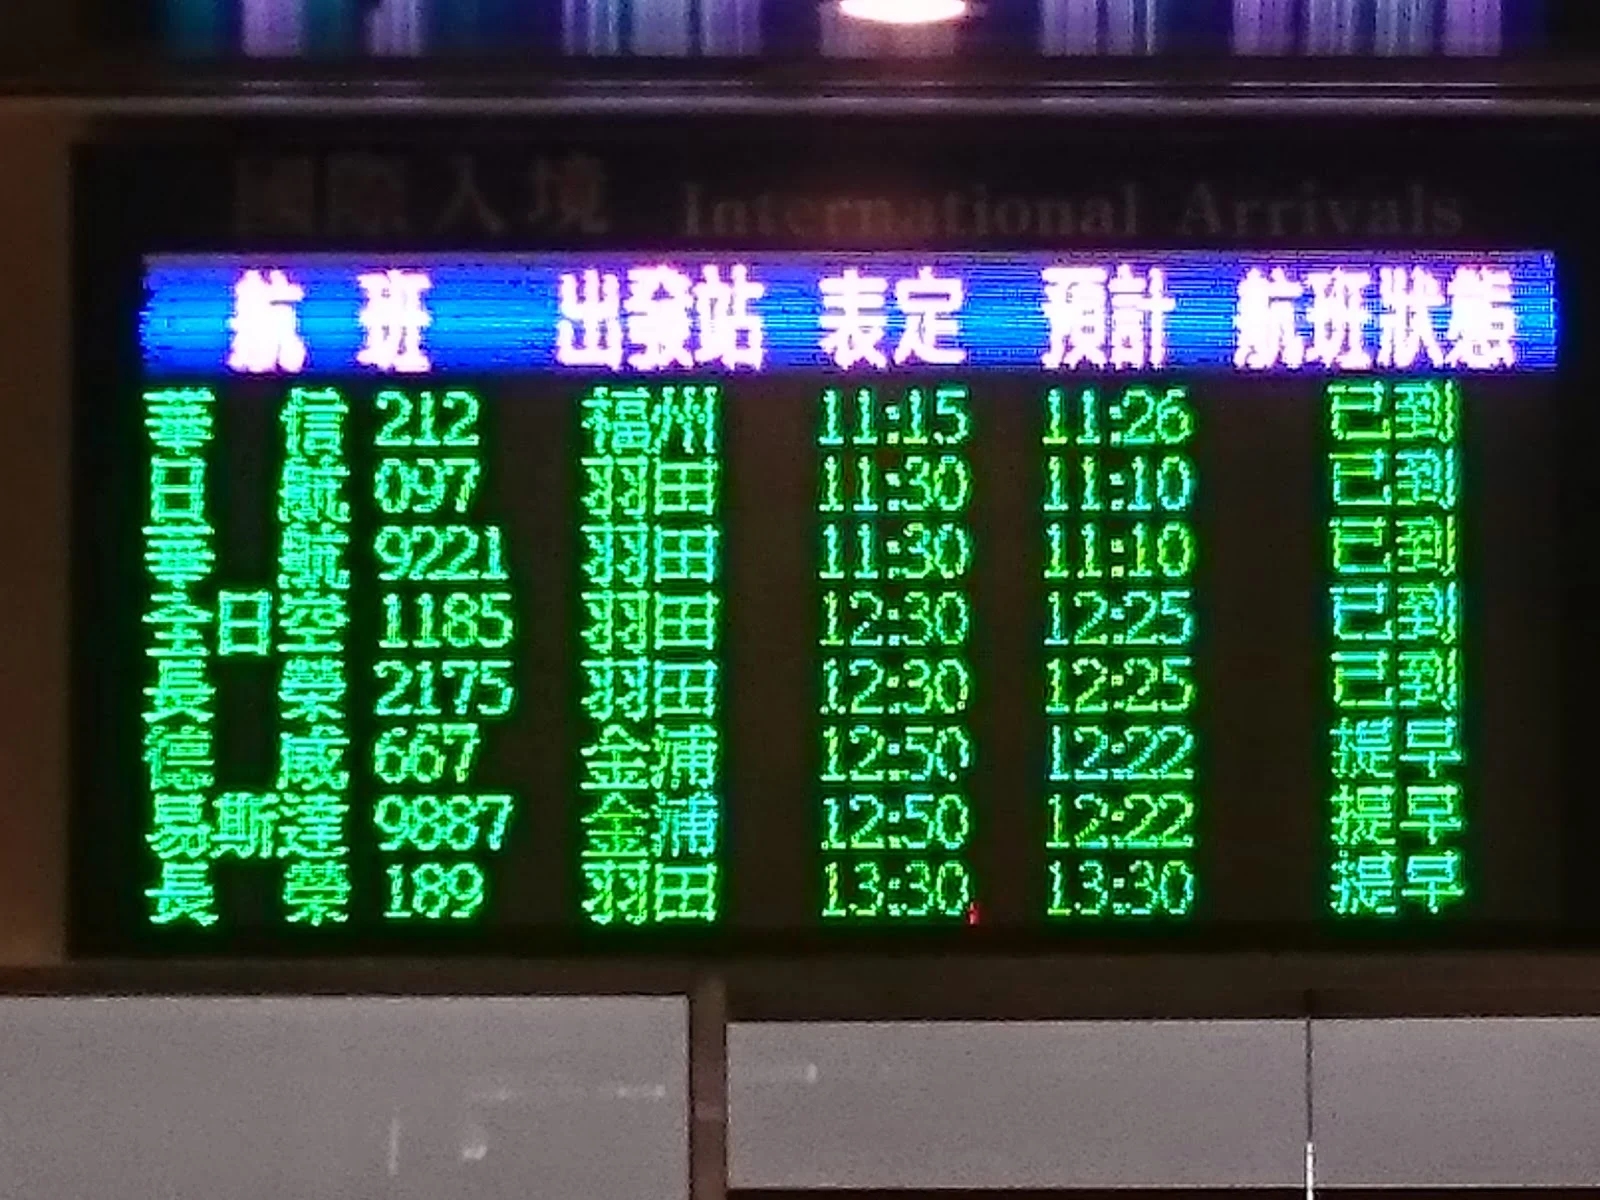 國際入境 International Arrivals
航 班 出發站 表定 預計 航班狀態
華 信 212 福州 11:15 11:26 已到
日 航 097 羽田 11:30 11:10 已到
華 航 9221 羽田 11:30 11:10 已到
全日空 1185 羽田 12:30 12:25 已到
長 榮 2175 羽田 12:30 12:25 已到
德 威 667 金浦 12:50 12:22 提早
易斯達 9887 金浦 12:50 12:22 提早
長 榮 189 羽田 13:30 13:30 提早